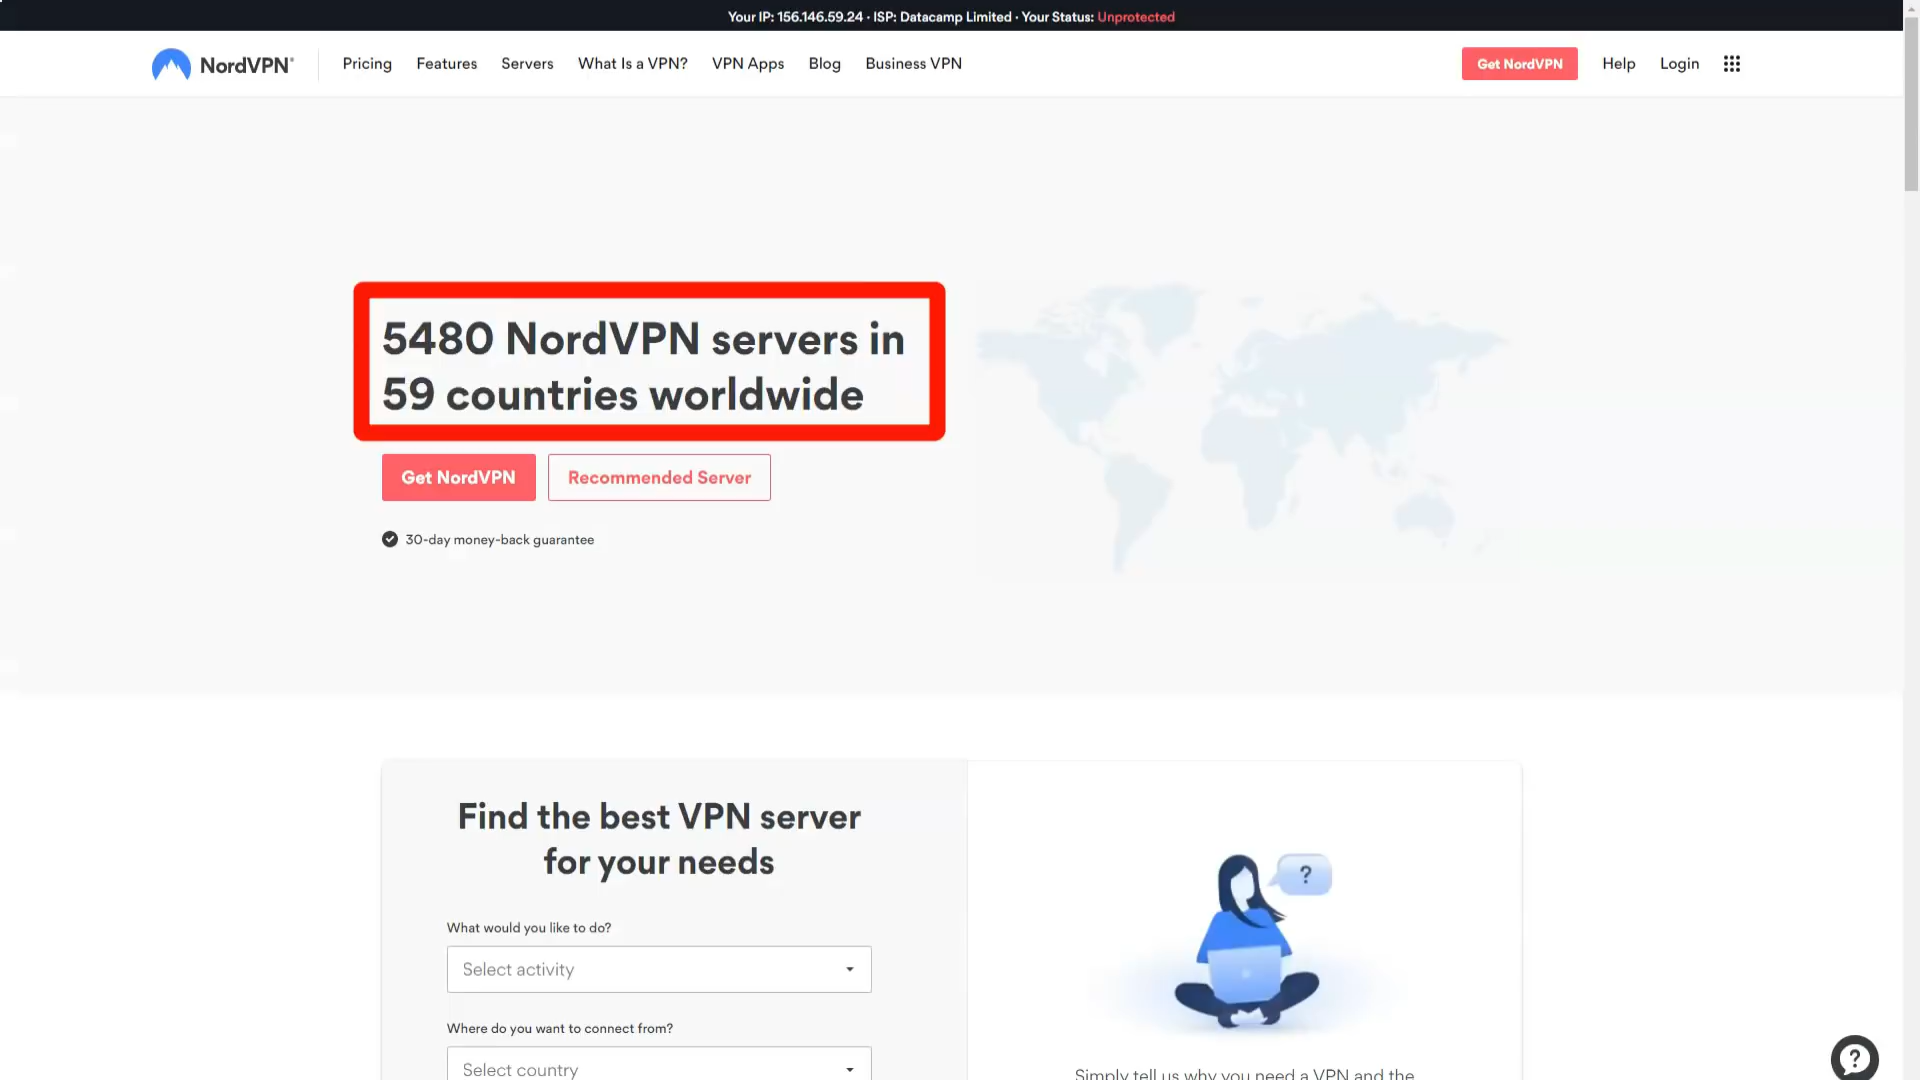 Your IP: 156.146.59.24 · ISP: Datacamp Limited · Your Status: Unprotected
NordVPN®
Pricing Features Servers What Is a VPN? VPN Apps Blog Business VPN
Get NordVPN Help Login
5480 NordVPN servers in
59 countries worldwide
Get NordVPN Recommended Server
30-day money-back guarantee
Find the best VPN server
for your needs
?
What would you like to do?
Select activity
Where do you want to connect from?
Select country
Simply tell us why you need a VPN and the
?